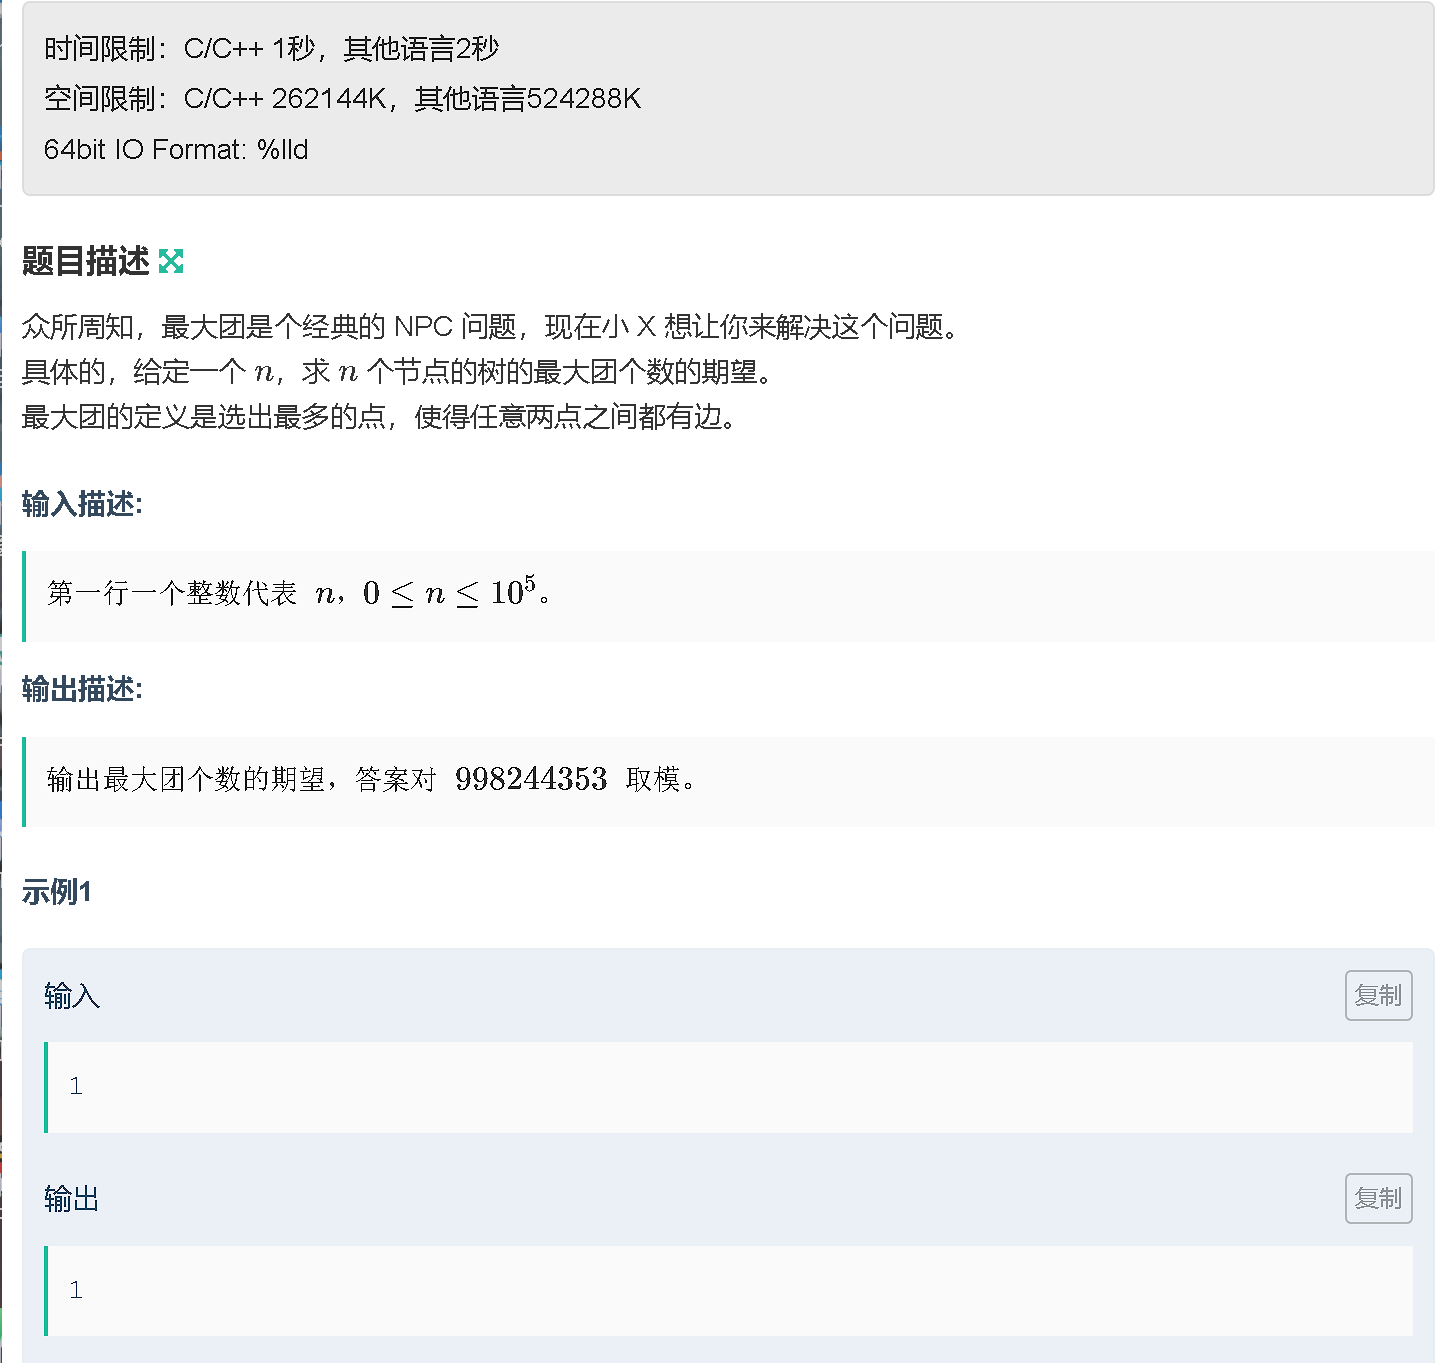 时间限制：C/C++ 1秒，其他语言2秒
空间限制：C/C++ 262144K，其他语言524288K
64bit IO Format: %lld
题目描述
众所周知，最大团是个经典的 NPC 问题，现在小 X 想让你来解决这个问题。
具体的，给定一个 n，求 n 个节点的树的最大团个数的期望。
最大团的定义是选出最多的点，使得任意两点之间都有边。
输入描述:
第一行一个整数代表 n，0 ≤ n ≤ 10^5。
输出描述:
输出最大团个数的期望，答案对 998244353 取模。
示例1
输入
复制
1
输出
复制
1